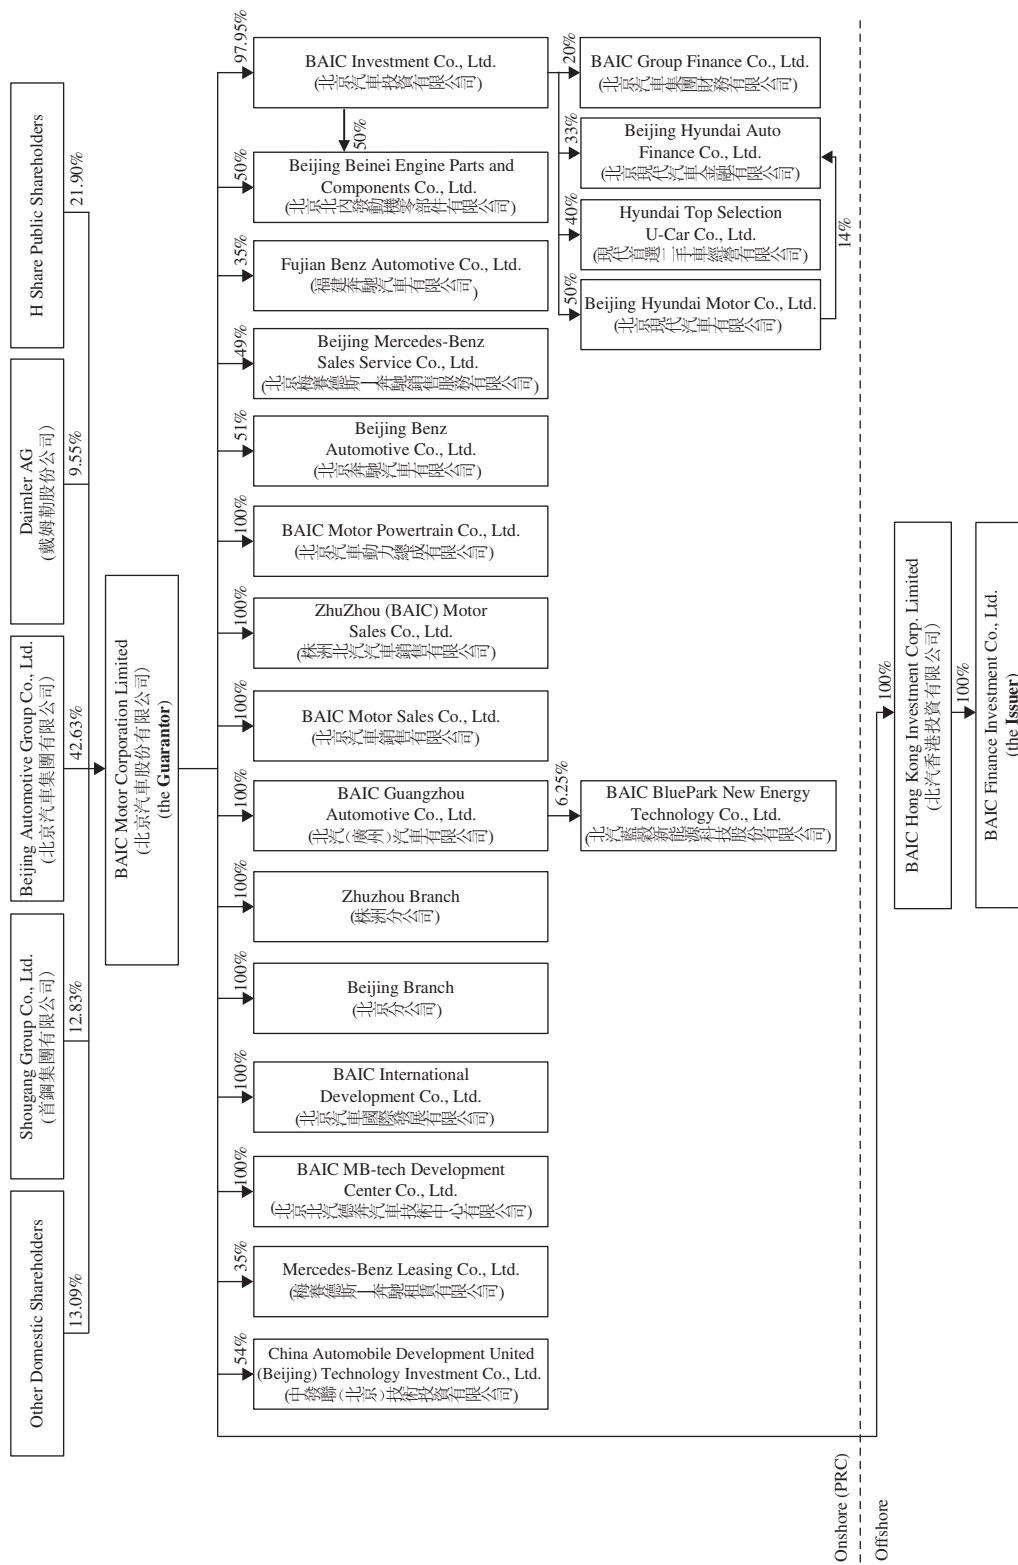 Other Domestic Shareholders
13.09%
Shougang Group Co., Ltd.
(首鋼集團有限公司)
12.83%
Beijing Automotive Group Co., Ltd.
(北京汽車集團有限公司)
42.63%
Daimler AG
(戴姆勒股份公司)
9.55%
H Share Public Shareholders
21.90%
BAIC Motor Corporation Limited
(北京汽車股份有限公司)
(the Guarantor)
54%
China Automobile Development United
(Beijing) Technology Investment Co., Ltd.
(中發聯(北京)技術投資有限公司)
35%
Mercedes-Benz Leasing Co., Ltd.
(梅賽德斯—奔馳租賃有限公司)
100%
BAIC MB-tech Development
Center Co., Ltd.
(北京北汽德奔汽車技術中心有限公司)
100%
BAIC International
Development Co., Ltd.
(北京汽車國際發展有限公司)
100%
Beijing Branch
(北京分公司)
100%
Zhuzhou Branch
(株洲分公司)
100%
BAIC Guangzhou
Automotive Co., Ltd.
(北汽(廣州)汽車有限公司)
6.25%
BAIC BluePark New Energy
Technology Co., Ltd.
(北汽藍穀新能源科技股份有限公司)
100%
BAIC Motor Sales Co., Ltd.
(北京汽車銷售有限公司)
100%
ZhuZhou (BAIC) Motor
Sales Co., Ltd.
(株洲北汽汽車銷售有限公司)
100%
BAIC Motor Powertrain Co., Ltd.
(北京汽車動力總成有限公司)
51%
Beijing Benz
Automotive Co., Ltd.
(北京奔馳汽車有限公司)
49%
Beijing Mercedes-Benz
Sales Service Co., Ltd.
(北京梅賽德斯—奔馳銷售服務有限公司)
35%
Fujian Benz Automotive Co., Ltd.
(福建奔馳汽車有限公司)
50%
Beijing Beinei Engine Parts and
Components Co., Ltd.
(北京北內發動機零部件有限公司)
50%
97.95%
BAIC Investment Co., Ltd.
(北京汽車投資有限公司)
50%
Beijing Hyundai Motor Co., Ltd.
(北京現代汽車有限公司)
40%
Hyundai Top Selection
U-Car Co., Ltd.
(現代首選二手車經營有限公司)
33%
Beijing Hyundai Auto
Finance Co., Ltd.
(北京現代汽車金融有限公司)
14%
20%
BAIC Group Finance Co., Ltd.
(北京汽車集團財務有限公司)
Onshore (PRC)
Offshore
100%
BAIC Hong Kong Investment Corp. Limited
(北汽香港投資有限公司)
100%
BAIC Finance Investment Co., Ltd.
(the Issuer)